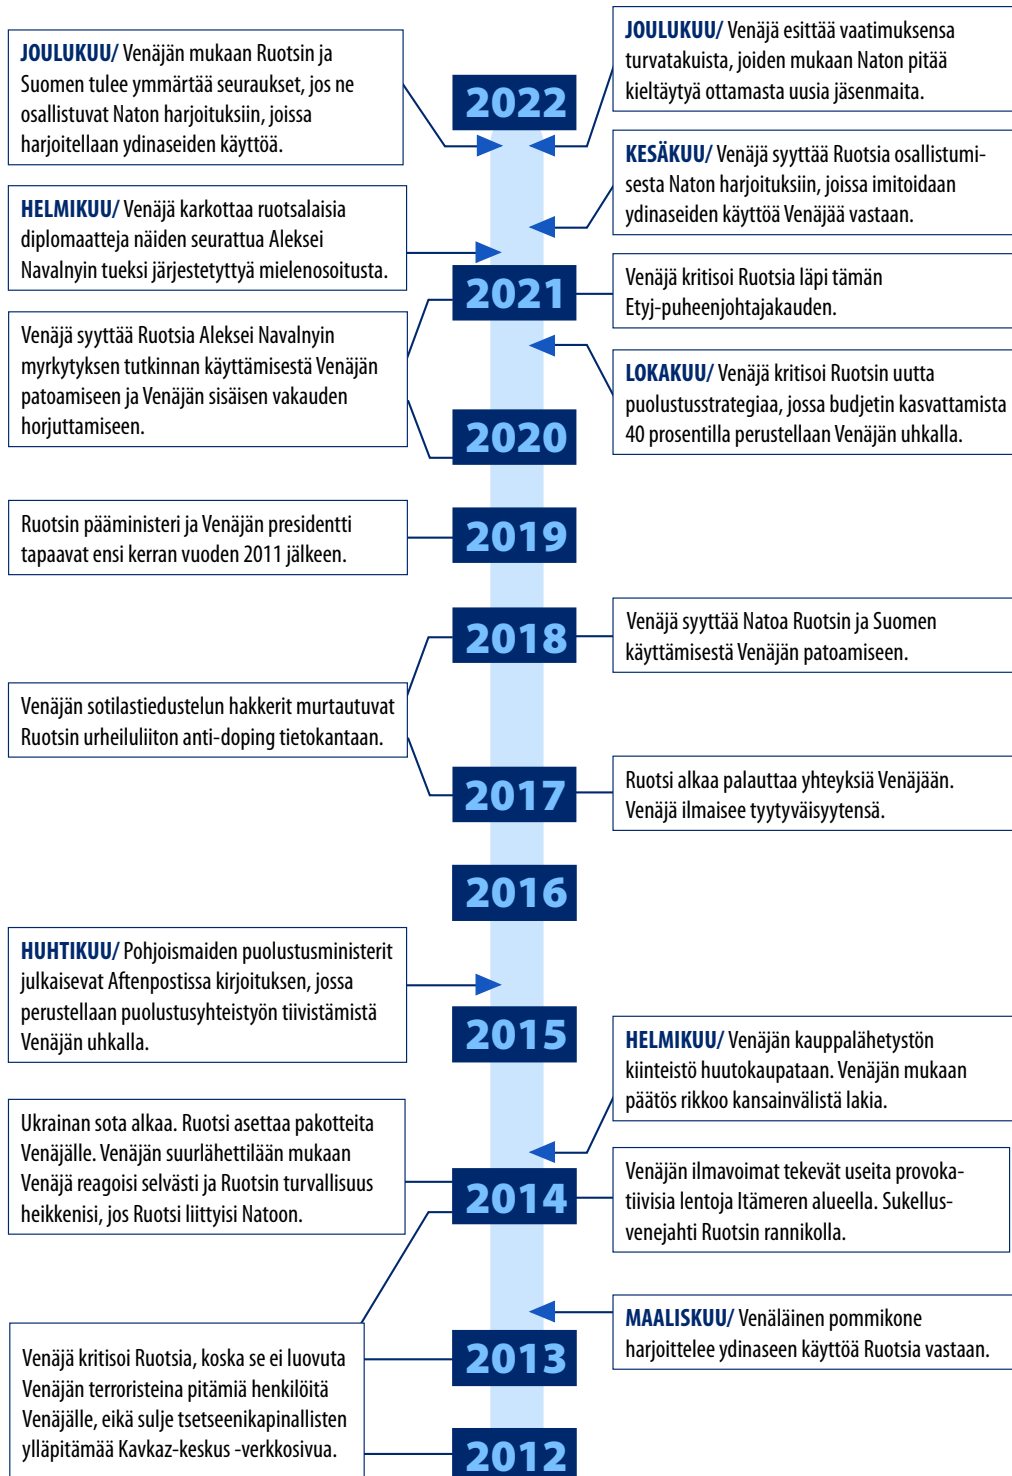 JOULUKUU/ Venäjän mukaan Ruotsin ja
Suomen tulee ymmärtää seuraukset, jos ne
osallistuvat Naton harjoituksiin, joissa
harjoitellaan ydinaseiden käyttöä.
JOULUKUU/ Venäjä esittää vaatimuksensa
turvatakuista, joiden mukaan Naton pitää
kieltäytyä ottamasta uusia jäsenmaita.
2022
KESÄKUU/ Venäjä syyttää Ruotsia osallistumi-
sesta Naton harjoituksiin, joissa imitoidaan
ydinaseiden käyttöä Venäjää vastaan.
HELMIKUU/ Venäjä karkottaa ruotsalaisia
diplomaatteja näiden seurattua Aleksei
Navalnyin tueksi järjestetyttyä mielenosoitusta.
2021
Venäjä kritisoi Ruotsia läpi tämän
Etyj-puheenjohtajakauden.
Venäjä syyttää Ruotsia Aleksei Navalnyin
myrkytyksen tutkinnan käyttämisestä Venäjän
patoamiseen ja Venäjän sisäisen vakauden
horjuttamiseen.
LOKAKUU/ Venäjä kritisoi Ruotsin uutta
puolustusstrategiaa, jossa budjetin kasvattamista
40 prosentilla perustellaan Venäjän uhkalla.
2020
Ruotsin pääministeri ja Venäjän presidentti
tapaavat ensi kerran vuoden 2011 jälkeen.
2019
2018
Venäjä syyttää Natoa Ruotsin ja Suomen
käyttämisestä Venäjän patoamiseen.
Venäjän sotilastiedustelun hakkerit murtautuvat
Ruotsin urheiluliiton anti-doping tietokantaan.
2017
Ruotsi alkaa palauttaa yhteyksiä Venäjään.
Venäjä ilmaisee tyytyväisyytensä.
2016
HUHTIKUU/ Pohjoismaiden puolustusministerit
julkaisevat Aftenpostissa kirjoituksen, jossa
perustellaan puolustusyhteistyön tiivistämistä
Venäjän uhkalla.
2015
HELMIKUU/ Venäjän kauppalähetystön
kiinteistö huutokaupataan. Venäjän mukaan
päätös rikkoo kansainvälistä lakia.
Ukrainan sota alkaa. Ruotsi asettaa pakotteita
Venäjälle. Venäjän suurlähettilään mukaan
Venäjä reagoisi selvästi ja Ruotsin turvallisuus
heikkenisi, jos Ruotsi liittyisi Natoon.
2014
Venäjän ilmavoimat tekevät useita provoka-
tiivisia lentoja Itämeren alueella. Sukellus-
venejahti Ruotsin rannikolla.
MAALISKUU/ Venäläinen pommikone
harjoittelee ydinaseen käyttöä Ruotsia vastaan.
2013
Venäjä kritisoi Ruotsia, koska se ei luovuta
Venäjän terroristeina pitämiä henkilöitä
Venäjälle, eikä sulje tsetseenikapinallisten
ylläpitämää Kavkaz-keskus -verkkosivua.
2012